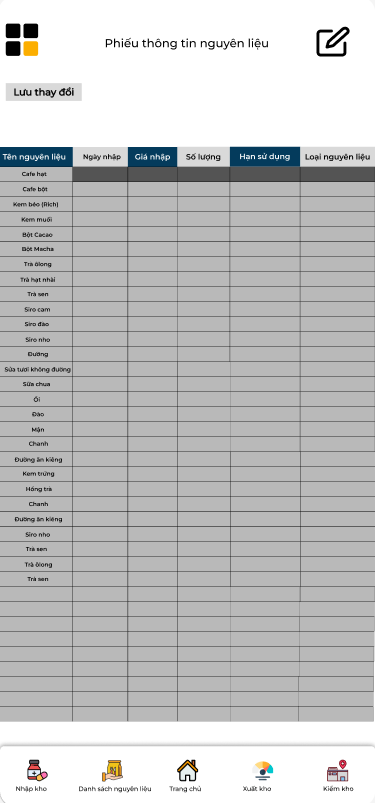 Phiếu thông tin nguyên liệu
Lưu thay đổi
Tên nguyên liệu Ngày nhập Giá nhập Số lượng Hạn sử dụng Loại nguyên liệu
Cafe hạt
Cafe bột
Kem béo (Rich)
Kem muối
Bột Cacao
Bột Macha
Trà ôlong
Trà hạt nhài
Trà sen
Siro cam
Siro đào
Siro nho
Đường
Sửa tươi không đường
Sữa chua
Ổi
Đào
Mận
Chanh
Đường ăn kiêng
Kem trứng
Hồng trà
Chanh
Đường ăn kiêng
Siro nho
Trà sen
Trà ôlong
Trà sen
Nhập kho Danh sách nguyên liệu Trang chủ Xuất kho Kiểm kho